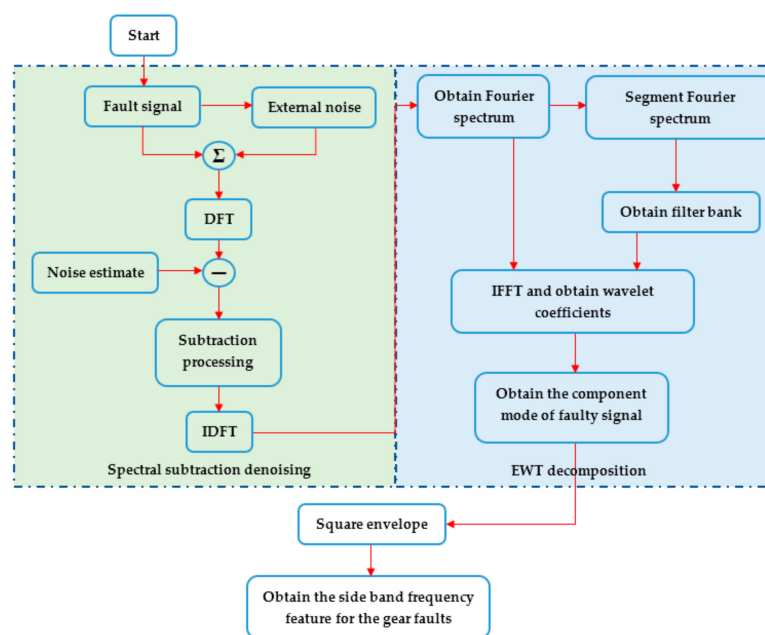 Start
Fault signal
External noise
Σ
DFT
Noise estimate
—
Subtraction
processing
IDFT
Spectral subtraction denoising
Obtain Fourier
spectrum
Segment Fourier
spectrum
Obtain filter bank
IFFT and obtain wavelet
coefficients
Obtain the component
mode of faulty signal
EWT decomposition
Square envelope
Obtain the side band frequency
feature for the gear faults